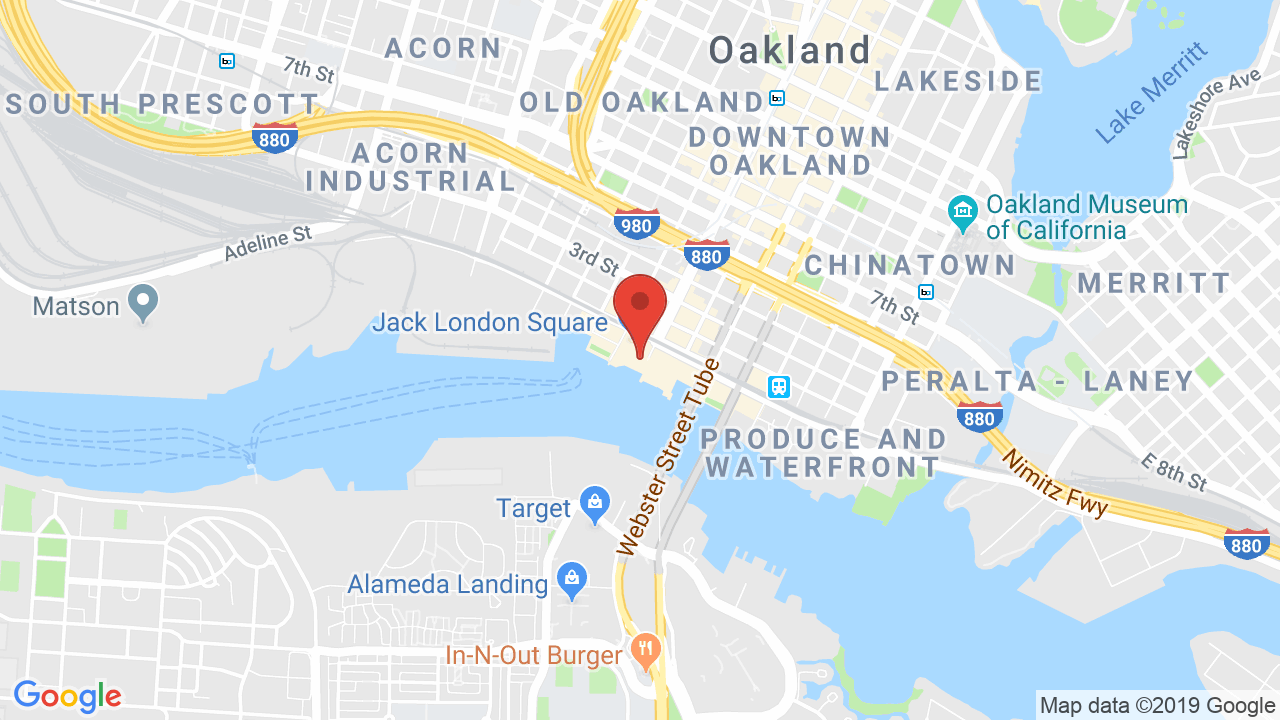 Oakland
ACORN
LAKESIDE
Lake Merritt
Lakeshore Ave
7th St
SOUTH PRESCOTT
OLD OAKLAND
880
DOWNTOWN
OAKLAND
ACORN
INDUSTRIAL
Oakland Museum
of California
980
Adeline St
3rd St
880
CHINATOWN
MERRITT
7th St
Matson
Jack London Square
PERALTA - LANEY
880
Webster Street Tube
PRODUCE AND
WATERFRONT
E 8th St
Nimitz Fwy
Target
880
Alameda Landing
In-N-Out Burger
Google
Map data ©2019 Google